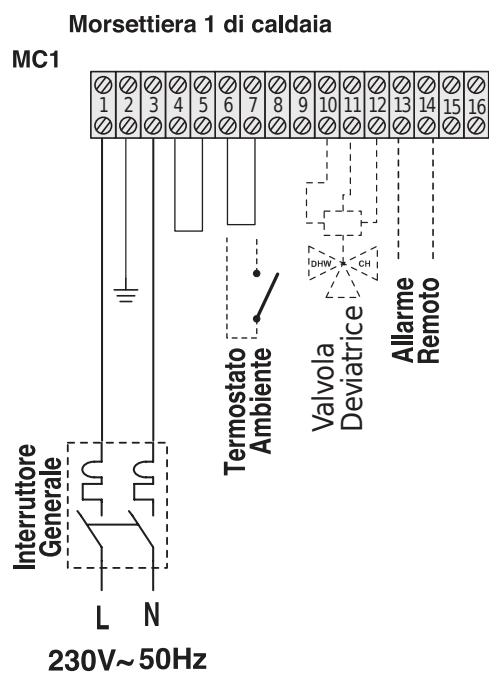 Morsettiera 1 di caldaia
MC1
1 2 3 4 5 6 7 8 9 10 11 12 13 14 15 16
DHW CH
Termostato
Ambiente
Valvola
Deviatrice
Allarme
Remoto
Interruttore
Generale
L N
230V~ 50Hz